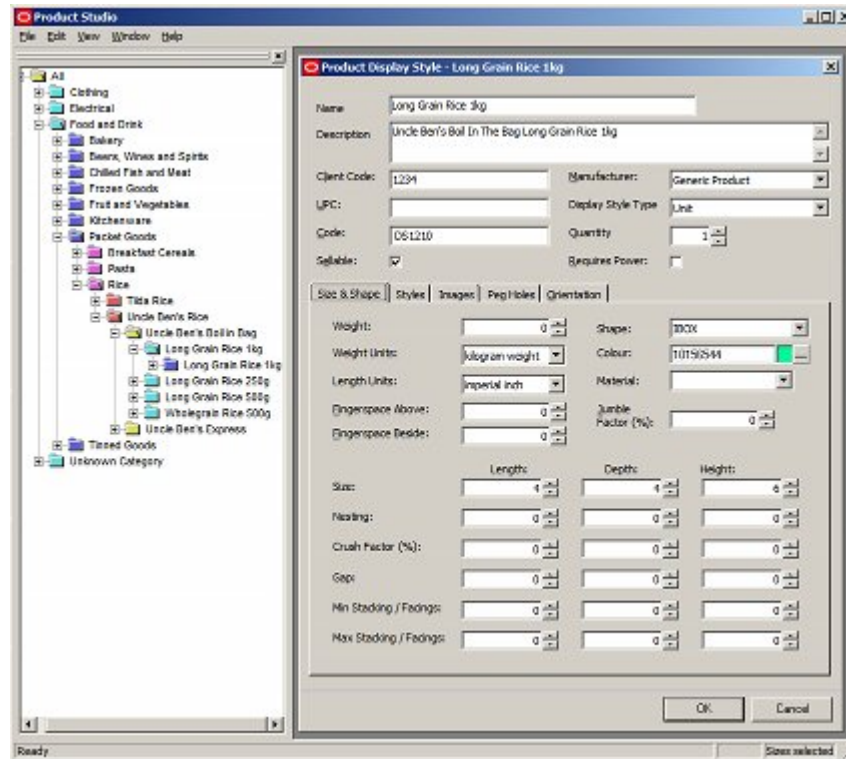 Product Studio
File Edit View Window Help
All
Clothing
Electrical
Food and Drink
Bakery
Beers, Wines and Spirits
Chilled Fish and Meat
Frozen Goods
Fruit and Vegetables
Kitchenware
Packet Goods
Breakfast Cereals
Pasta
Rice
Tilda Rice
Uncle Ben's Rice
Uncle Ben's Boil in Bag
Long Grain Rice 1kg
Long Grain Rice 1kg
Long Grain Rice 250g
Long Grain Rice 500g
Wholegrain Rice 500g
Uncle Ben's Express
Tinned Goods
Unknown Category
Product Display Style - Long Grain Rice 1kg
Name Long Grain Rice 1kg
Description Uncle Ben's Boil In The Bag Long Grain Rice 1kg
Client Code: 1234 Manufacturer: Generic Product
UPC: Display Style Type Unit
Code: DS1210 Quantity 1
Sellable: Requires Power:
Size & Shape Styles Images Peg Holes Orientation
Weight: 0 Shape: BOX
Weight Units: kilogram weight Colour: 10156544
Length Units: imperial inch Material:
Fingerspace Above: 0 Jumble Factor (%): 0
Fingerspace Beside: 0
Length: Depth: Height:
Size: 4 4 6
Nesting: 0 0 0
Crush Factor (%): 0 0 0
Gap: 0 0 0
Min Stacking / Facings: 0 0 0
Max Stacking / Facings: 0 0 0
OK Cancel
Ready Sizes selected